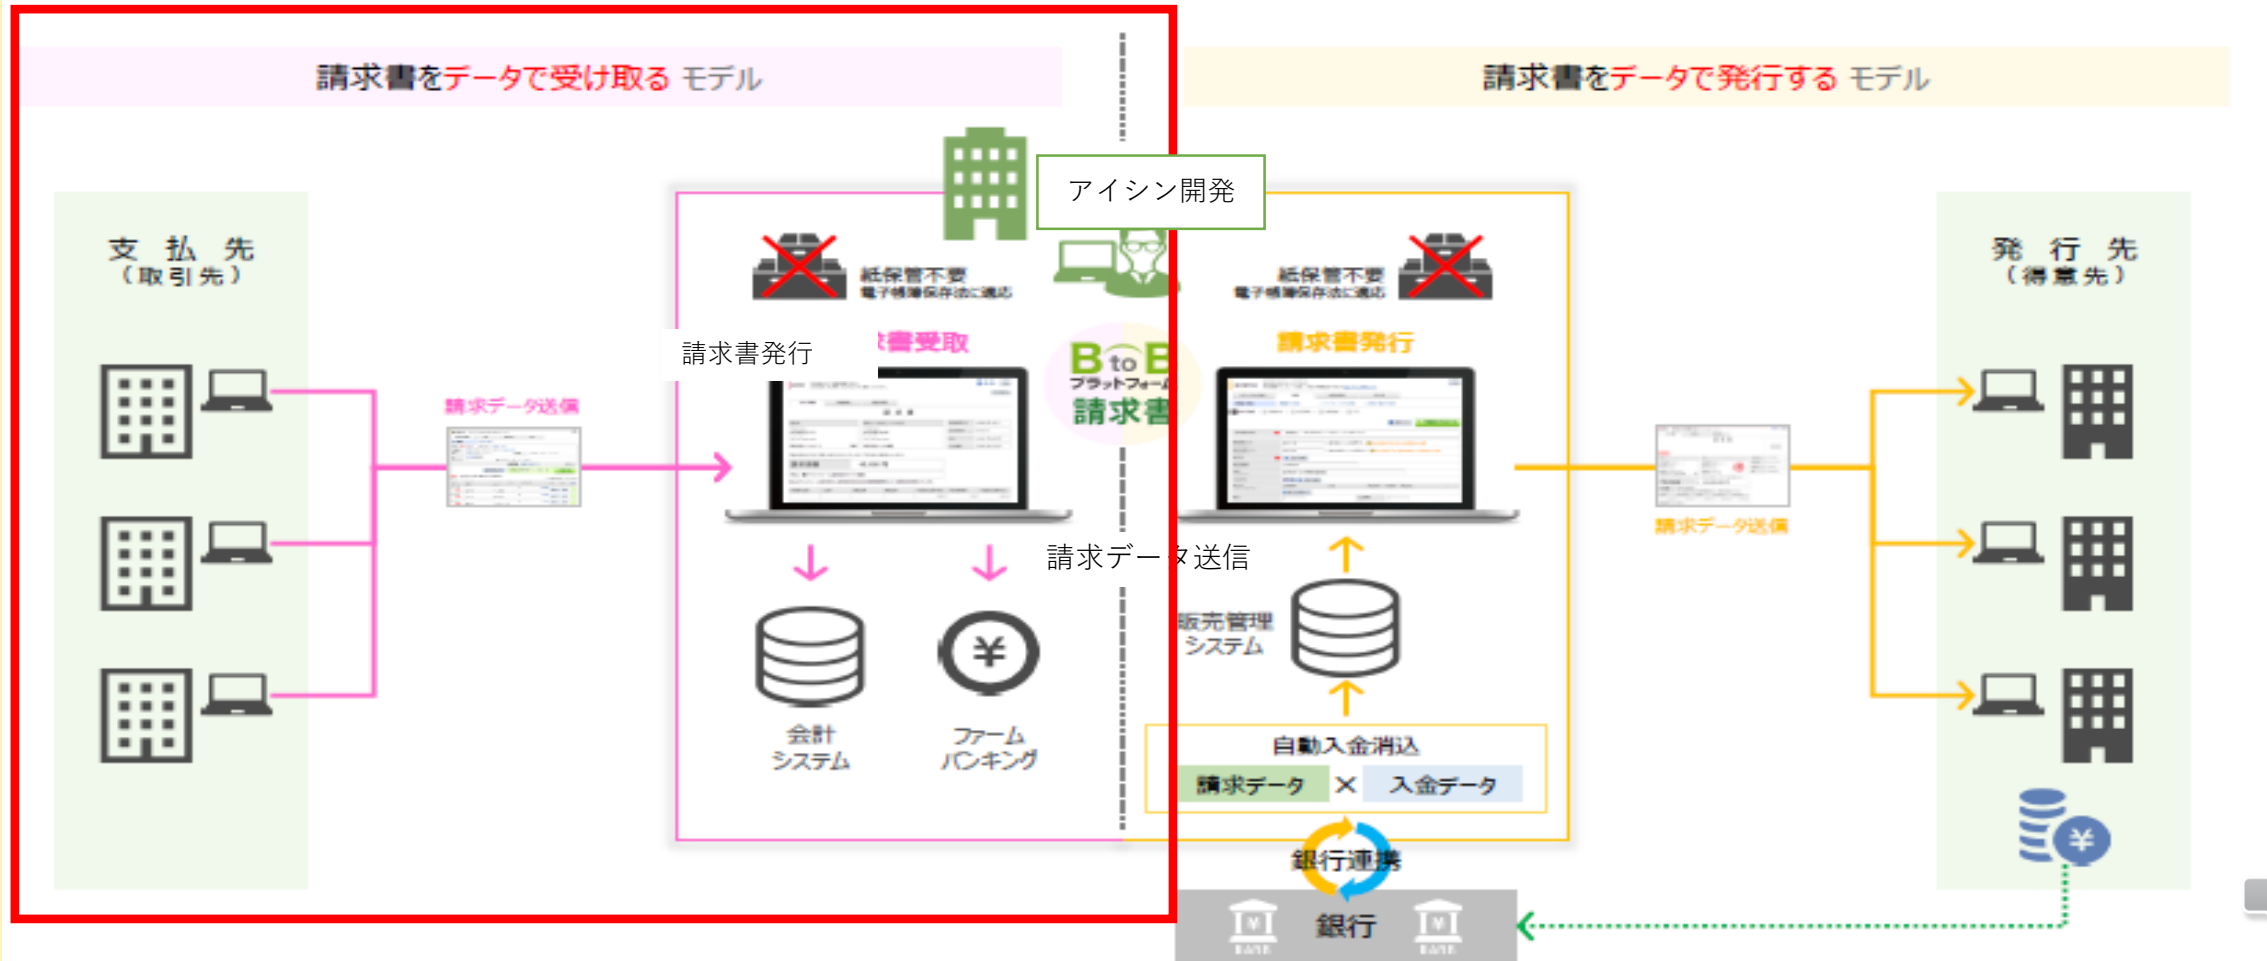 請求書をデータで受け取る モデル
請求書をデータで発行する モデル
アイシン開発
支 払 先
（取引先）
紙保管不要
電子帳簿保存法に適応
書受取
請求書発行
請求データ送信
BtoB
プラットフォーム
請求書
紙保管不要
電子帳簿保存法に適応
請求書発行
発 行 先
（得意先）
請求データ送信
請求データ送信
会計
システム
ファーム
バンキング
販売管理
システム
自動入金消込
請求データ × 入金データ
銀行連携
銀行
BANK
BANK